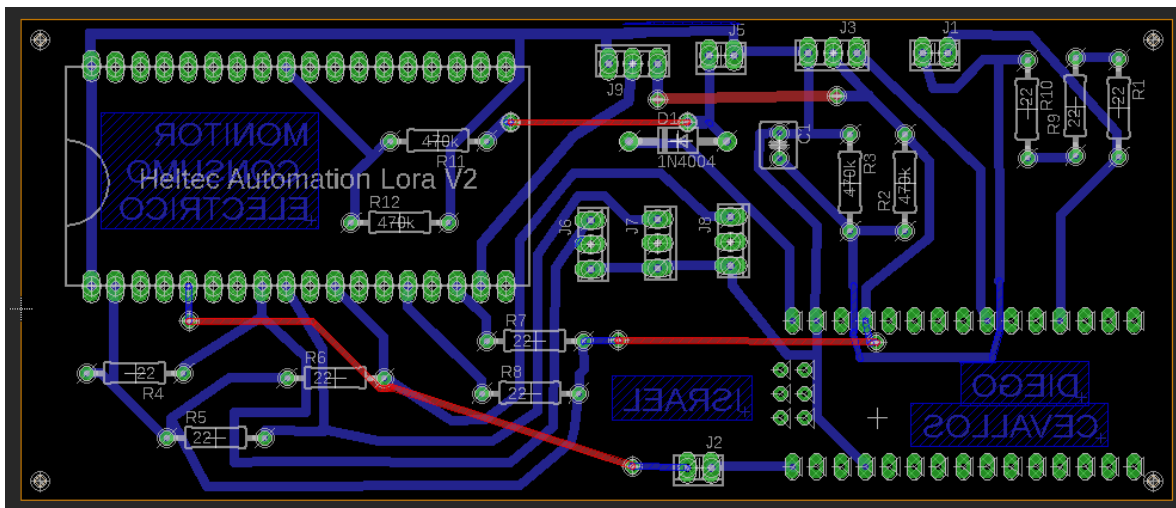 J5
J3
J1
J9
D1
1N4004
C1
470k
R3
R2
470k
22
R10
R9
22
22
R1
MONITOR
CONSUMO
ELECTRICO
Heltec Automation Lora V2
470k
R11
R12
470k
J6
J7
J8
R7
22
R8
22
R6
22
22
R4
R5
22
ISRAEL
DIEGO
CEVALLOS
J2